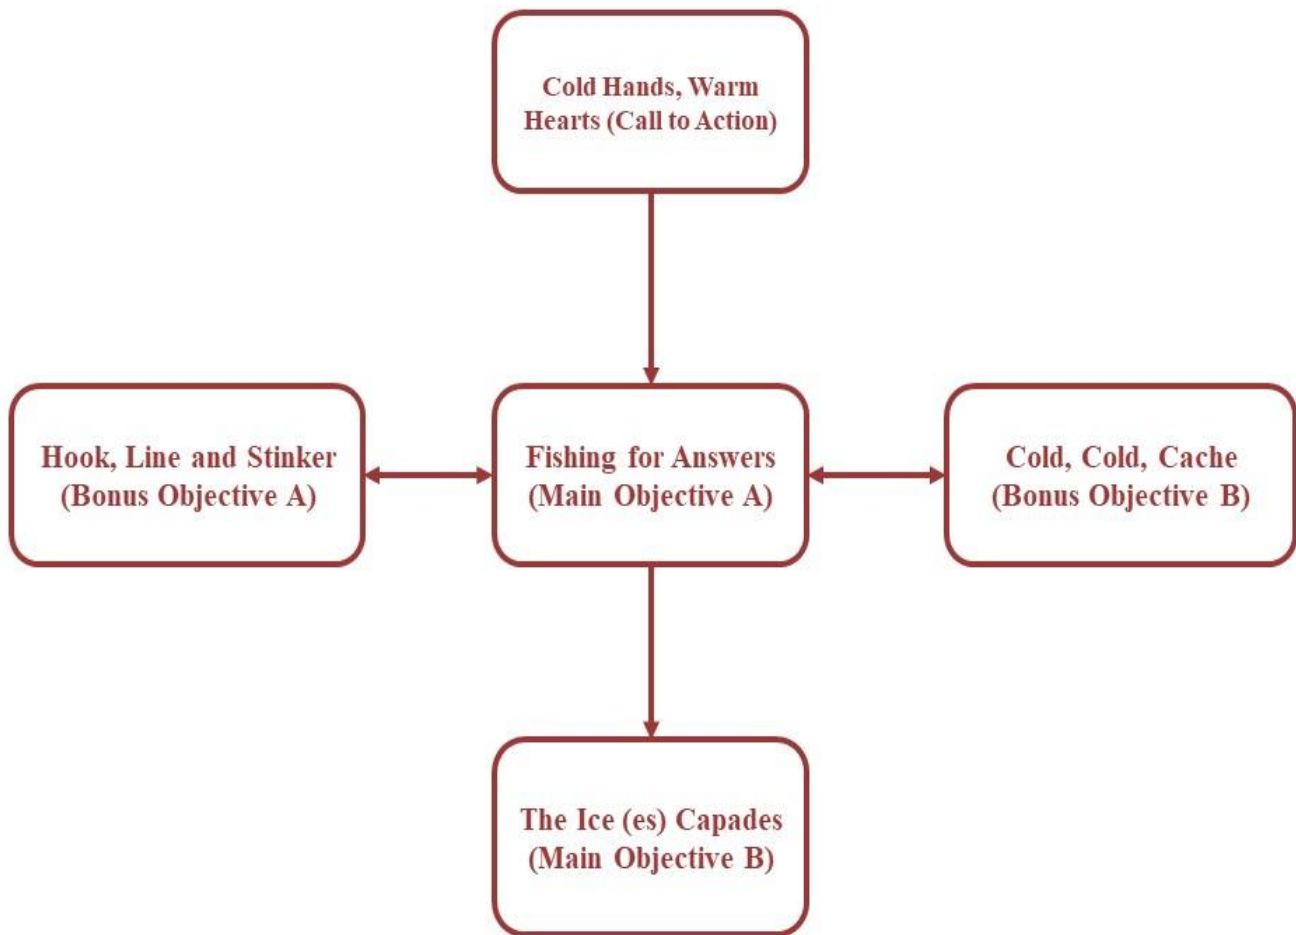 Cold Hands, Warm
Hearts (Call to Action)
Hook, Line and Stinker
(Bonus Objective A)
Fishing for Answers
(Main Objective A)
Cold, Cold, Cache
(Bonus Objective B)
The Ice (es) Capades
(Main Objective B)